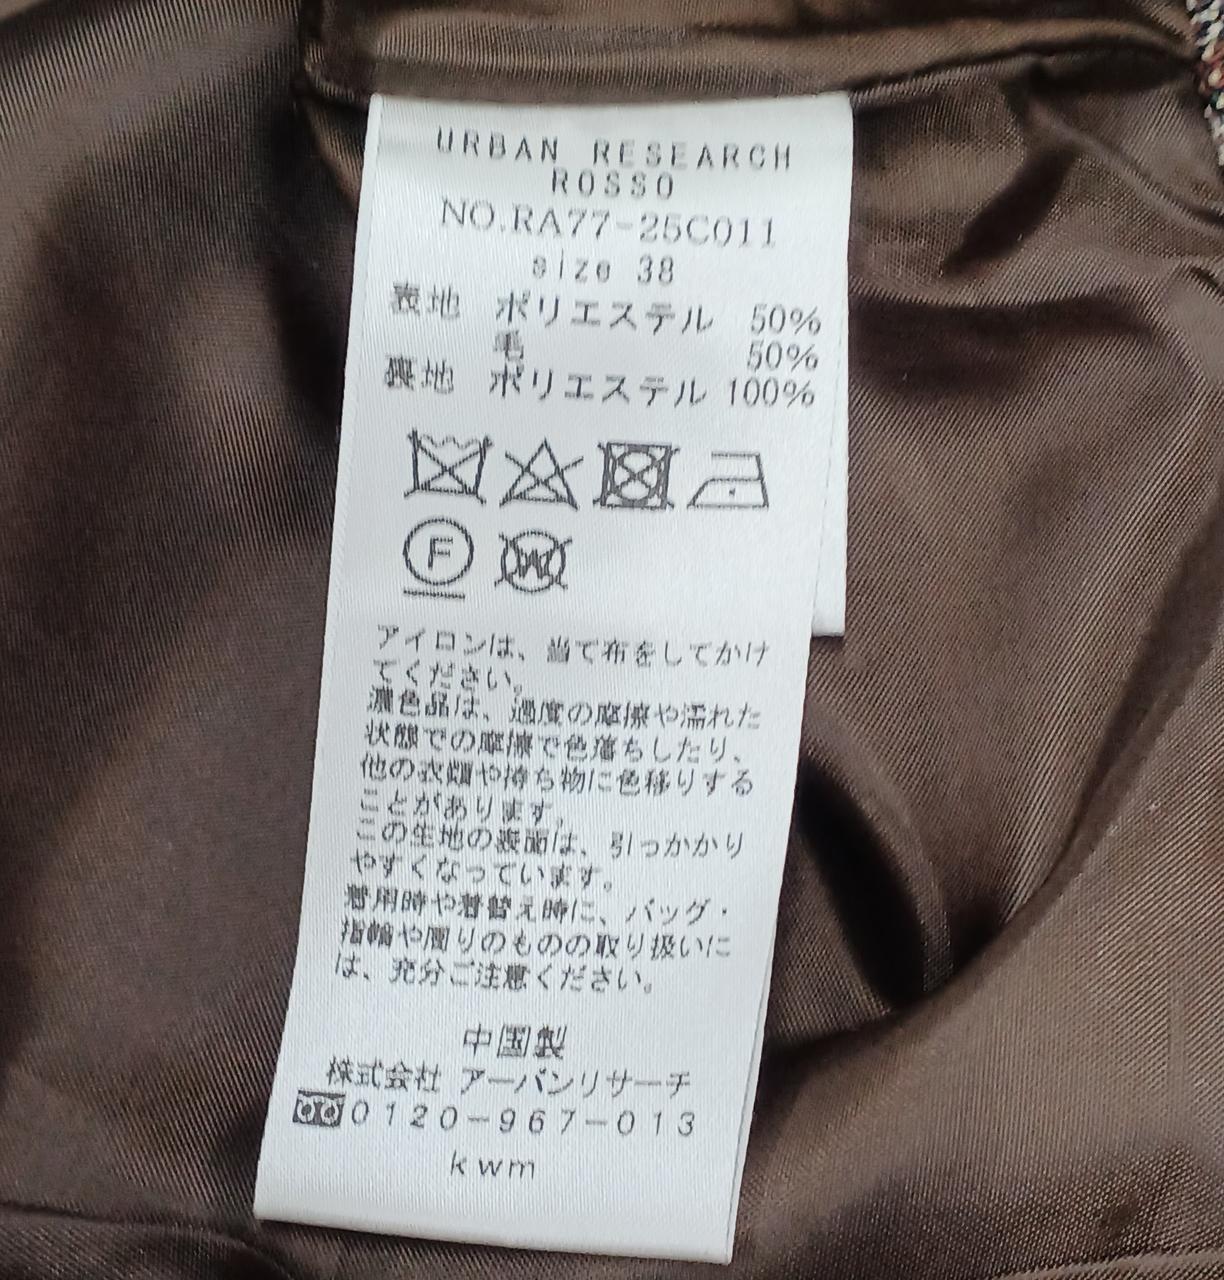 URBAN RESEARCH
ROSSO
NO.RA77-25C011
size 38
表地 ポリエステル 50%
毛 50%
裏地 ポリエステル 100%
F
W
アイロンは、当て布をしてかけ
てください。
濃色品は、過度の摩擦や濡れた
状態での摩擦で色落ちしたり、
他の衣類や持ち物に色移りする
ことがあります。
この生地の表面は、引っかかり
やすくなっています。
着用時や着替え時に、バッグ・
指輪や周りのものの取り扱いに
は、充分ご注意ください。
中国製
株式会社 アーバンリサーチ
0120-967-013
kwm